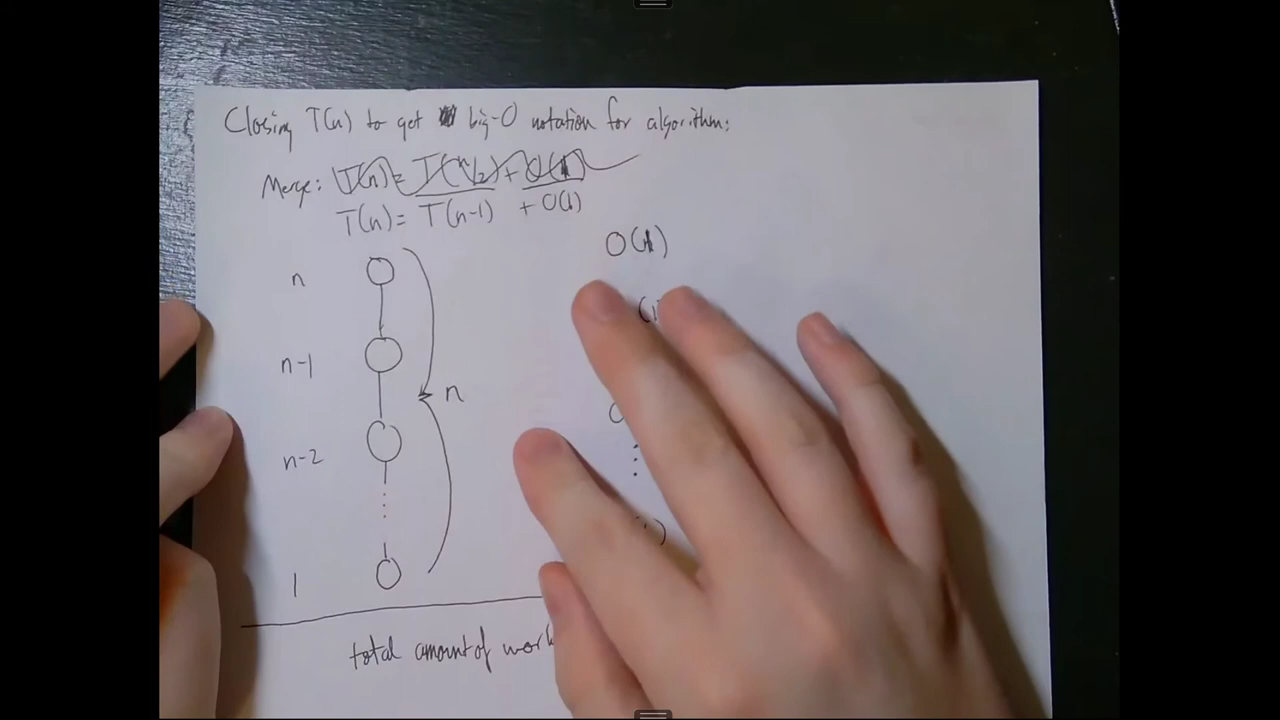 Closing T(n) to get big-O notation for algorithm:
Merge: T(n) = T(n/2) + O(1)
T(n) = T(n-1) + O(1)
O(1)
n
(1
n-1
n
n-2
1
total amount of work